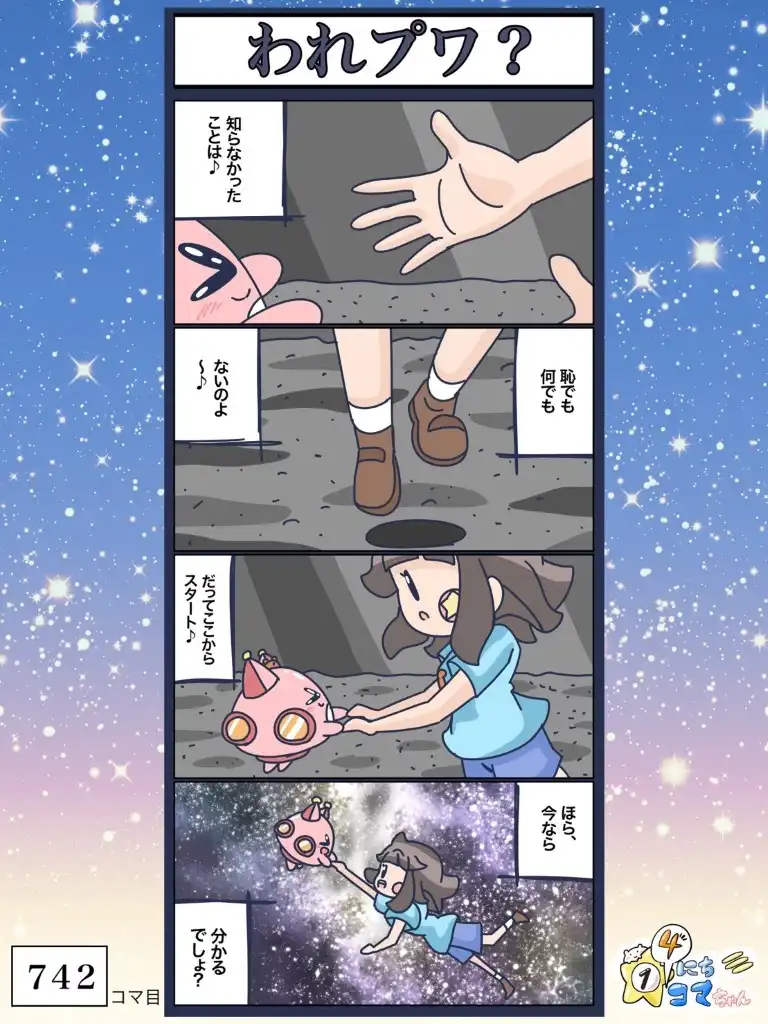 われプワ？
知らなかった
ことは♪
恥でも
何でも
ないのよ
～♪
だってここから
スタート♪
ほら、
今なら
分かる
でしょ？
742
コマ目
1
4
にち
コマ
ちゃん